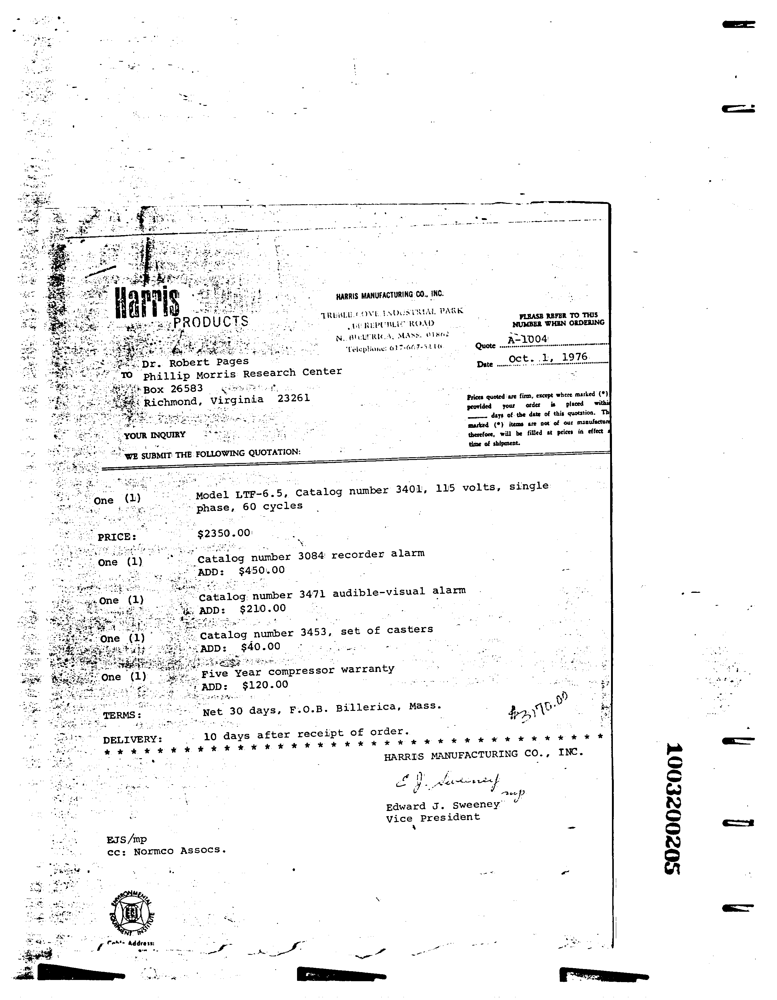 Harris
PRODUCTS
HARRIS MANUFACTURING CO., INC.
TREBLE COVE INDUSTRIAL PARK
REPUBLIC ROAD
N. BILLERICA, MASS. 01862
Telephone: 617-667-5116
PLEASE REFER TO THIS
NUMBER WHEN ORDERING
Quote A-1004
Date Oct. 1, 1976
TO Dr. Robert Pages
Phillip Morris Research Center
Box 26583
Richmond, Virginia 23261
Prices quoted are firm, except where marked (*)
provided your order is placed within
_____ days of the date of this quotation. Th
marked (*) items are not of our manufacture
therefore, will be filled at prices in effect a
time of shipment.
YOUR INQUIRY
WE SUBMIT THE FOLLOWING QUOTATION:
One (1) Model LTF-6.5, Catalog number 3401, 115 volts, single
phase, 60 cycles
PRICE: $2350.00
One (1) Catalog number 3084 recorder alarm
ADD: $450.00
One (1) Catalog number 3471 audible-visual alarm
ADD: $210.00
One (1) Catalog number 3453, set of casters
ADD: $40.00
One (1) Five Year compressor warranty
ADD: $120.00
TERMS: Net 30 days, F.O.B. Billerica, Mass.
$3,170.00
DELIVERY: 10 days after receipt of order.
* * * * * * * * * * * * * * * * * * * * * * * * * * * * * * * * * * * * * *
HARRIS MANUFACTURING CO., INC.
E J. Sweeney
mp
Edward J. Sweeney
Vice President
EJS/mp
cc: Normco Assocs.
ENVIRONMENTAL
EEI
EQUIPMENT INSTITUTE
Cable Address:
1003200205